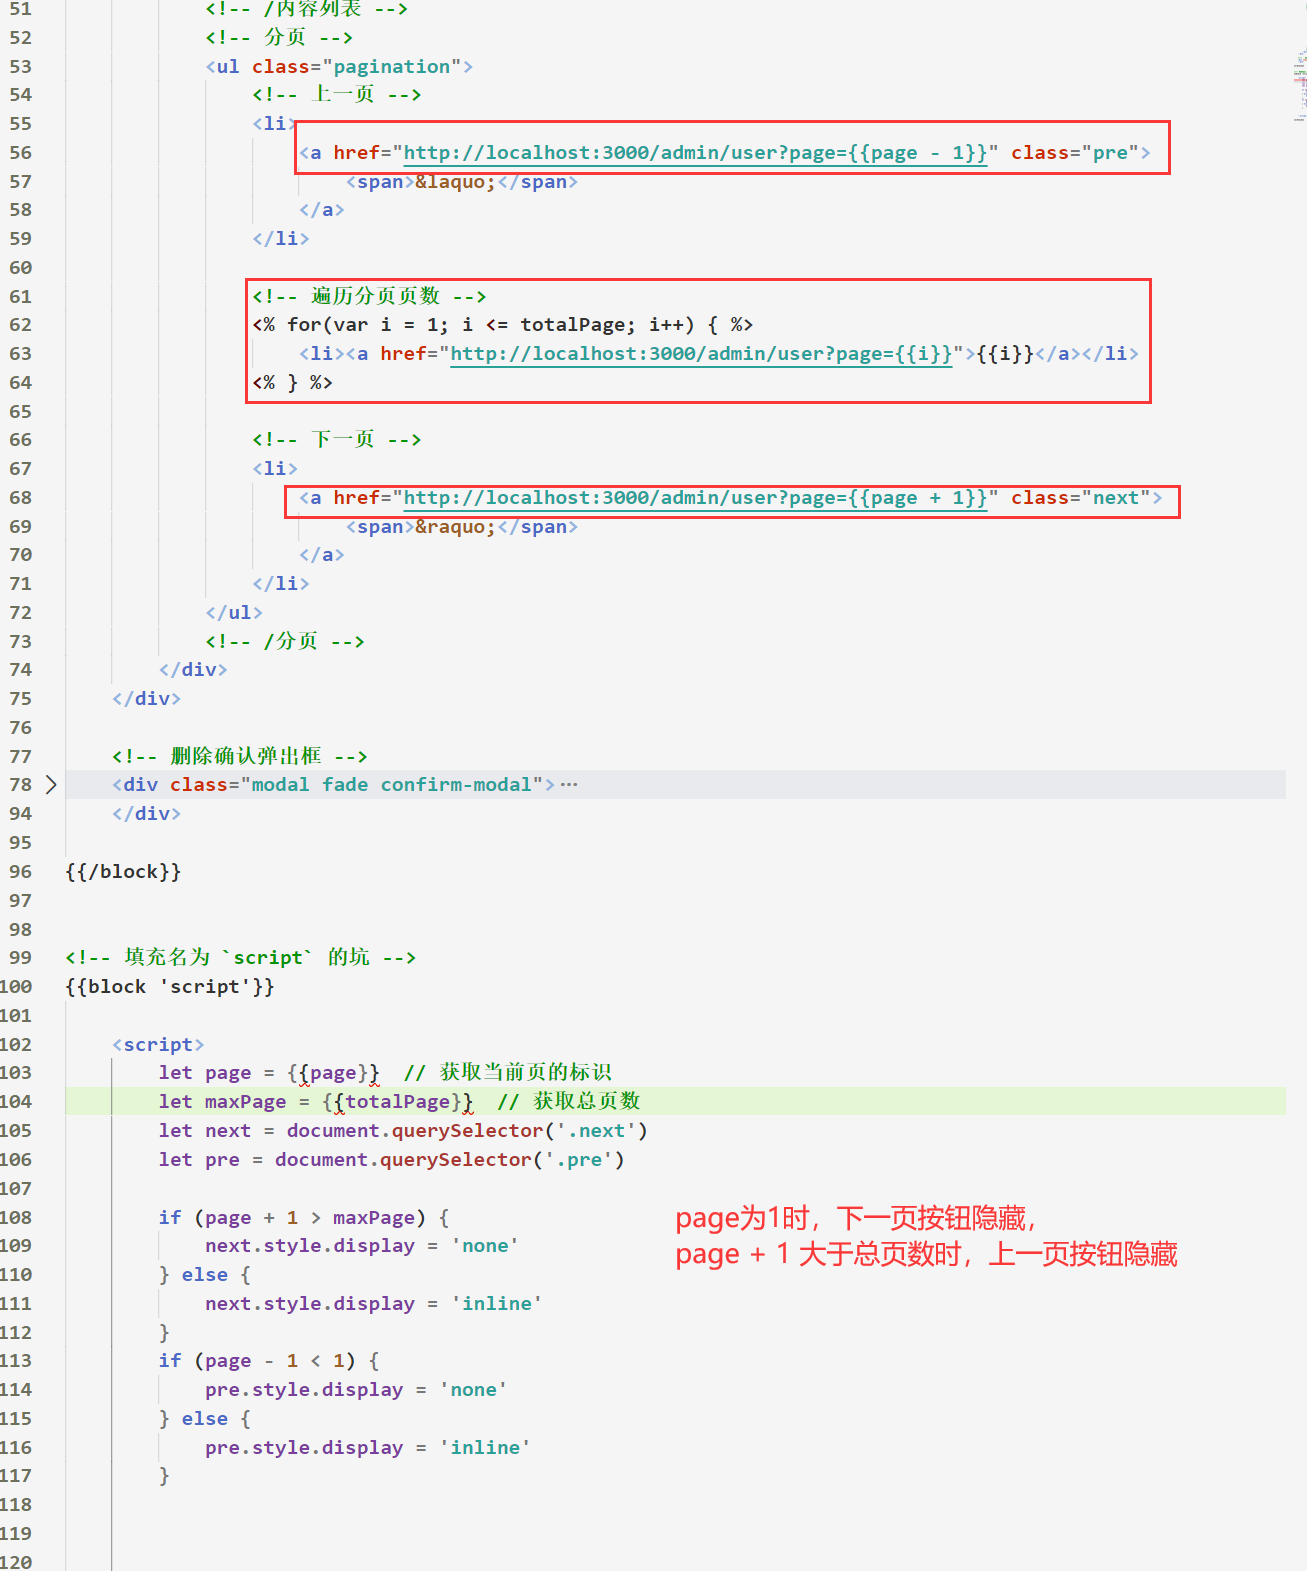 51 <!-- /内容列表 -->
52 <!-- 分页 -->
53 <ul class="pagination">
54 <!-- 上一页 -->
55 <li>
56 <a href="http://localhost:3000/admin/user?page={{page - 1}}" class="pre">
57 <span>&laquo;</span>
58 </a>
59 </li>
60
61 <!-- 遍历分页页数 -->
62 <% for(var i = 1; i <= totalPage; i++) { %>
63 <li><a href="http://localhost:3000/admin/user?page={{i}}">{{i}}</a></li>
64 <% } %>
65
66 <!-- 下一页 -->
67 <li>
68 <a href="http://localhost:3000/admin/user?page={{page + 1}}" class="next">
69 <span>&raquo;</span>
70 </a>
71 </li>
72 </ul>
73 <!-- /分页 -->
74 </div>
75 </div>
76
77 <!-- 删除确认弹出框 -->
78 <div class="modal fade confirm-modal">···
94 </div>
95
96 {{/block}}
97
98
99 <!-- 填充名为 `script` 的坑 -->
100 {{block 'script'}}
101
102 <script>
103 let page = {{page}} // 获取当前页的标识
104 let maxPage = {{totalPage}} // 获取总页数
105 let next = document.querySelector('.next')
106 let pre = document.querySelector('.pre')
107
108 if (page + 1 > maxPage) {
page为1时，下一页按钮隐藏，
109 next.style.display = 'none'
page + 1 大于总页数时，上一页按钮隐藏
110 } else {
111 next.style.display = 'inline'
112 }
113 if (page - 1 < 1) {
114 pre.style.display = 'none'
115 } else {
116 pre.style.display = 'inline'
117 }
118
119
120